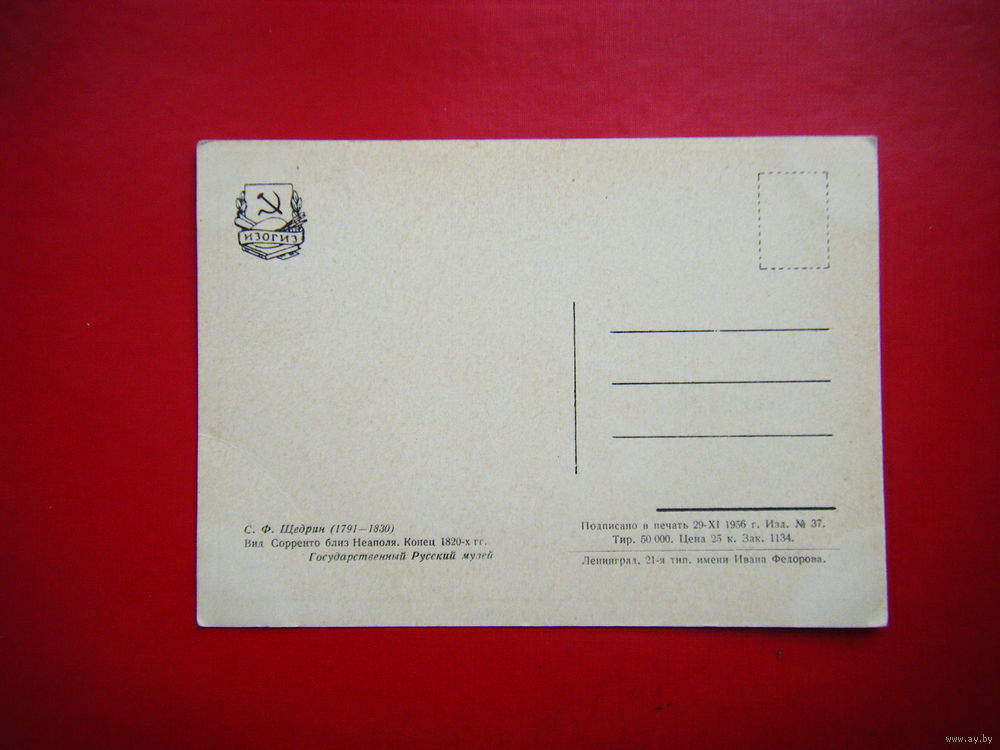 ИЗОГИЗ
С. Ф. Щедрин (1791—1830)
Вид Сорренто близ Неаполя. Конец 1820-х гг.
Государственный Русский музей
Подписано в печать 29-XI 1956 г. Изд. № 37.
Тир. 50 000. Цена 25 к. Зак. 1134.
Ленинград, 21-я тип. имени Ивана Федорова.
www.ay.by